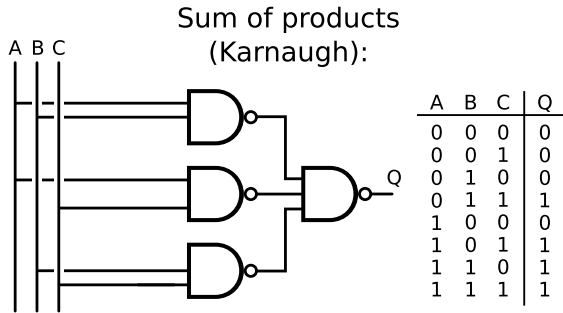 Sum of products
(Karnaugh):
A B C
Q
A B C Q
0 0 0 0
0 0 1 0
0 1 0 0
0 1 1 1
1 0 0 0
1 0 1 1
1 1 0 1
1 1 1 1